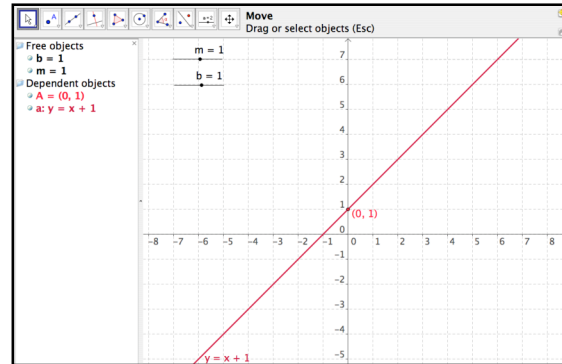 Move
Drag or select objects (Esc)
Free objects
b = 1
m = 1
Dependent objects
A = (0, 1)
a: y = x + 1
m = 1
b = 1
7
6
5
4
3
2
1
0
(0, 1)
-8 -7 -6 -5 -4 -3 -2 -1 0 1 2 3 4 5 6 7 8
-1
-2
-3
-4
-5
y = x + 1
a=2
A